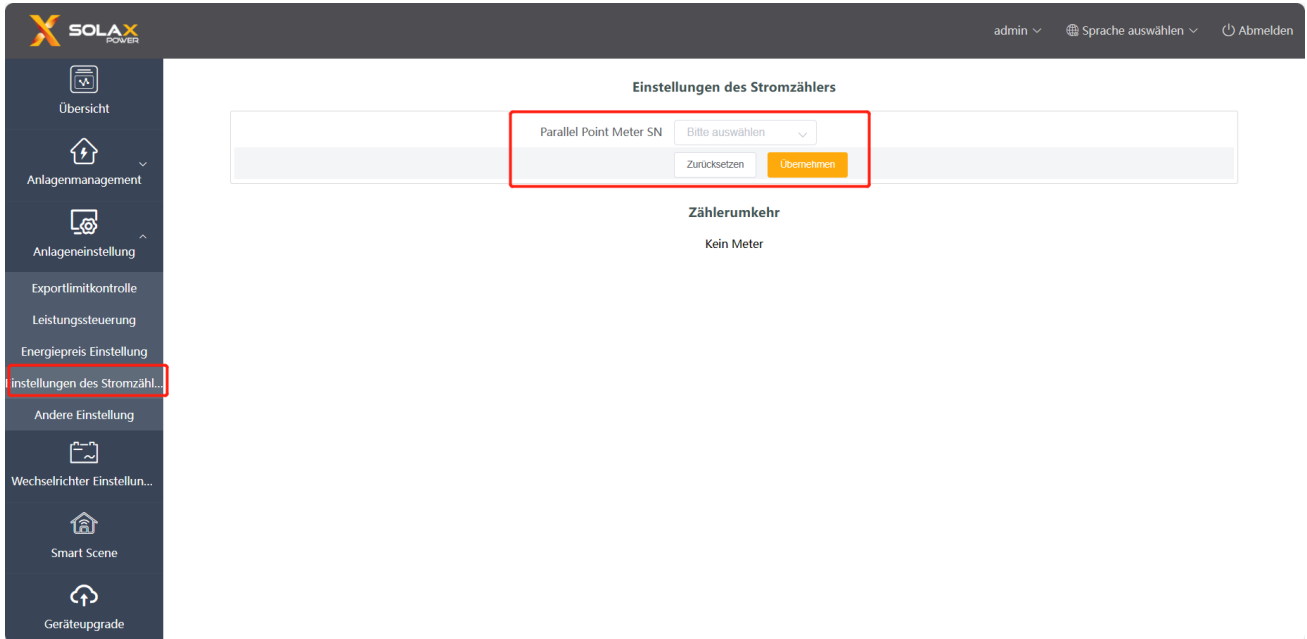 SOLAX
POWER
admin
Sprache auswählen
Abmelden
Übersicht
Anlagenmanagement
Anlageneinstellung
Exportlimitkontrolle
Leistungssteuerung
Energiepreis Einstellung
Einstellungen des Stromzähl...
Andere Einstellung
Wechselrichter Einstellun...
Smart Scene
Geräteupgrade
Einstellungen des Stromzählers
Parallel Point Meter SN
Bitte auswählen
Zurücksetzen
Übernehmen
Zählerumkehr
Kein Meter